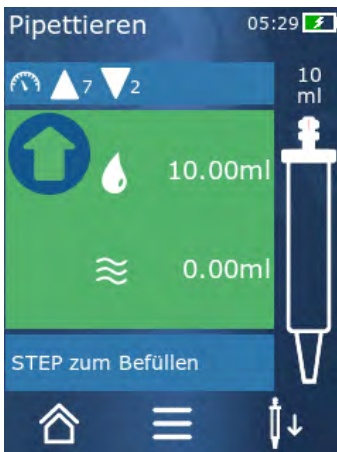 Pipettieren 05:29
7 2
10
ml
10.00ml
0.00ml
STEP zum Befüllen